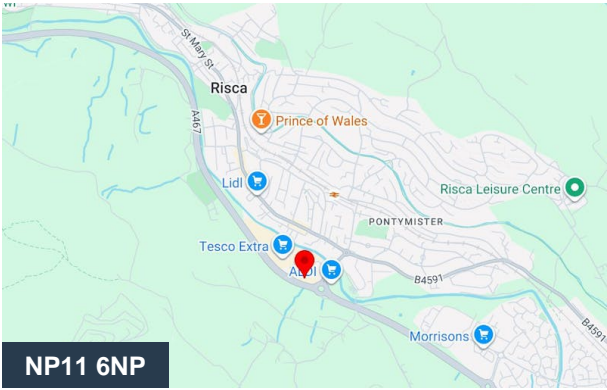 St Mary St
Risca
A467
Prince of Wales
Lidl
Risca Leisure Centre
PONTYMISTER
Tesco Extra
ALDI
B4591
B4591
Morrisons
NP11 6NP